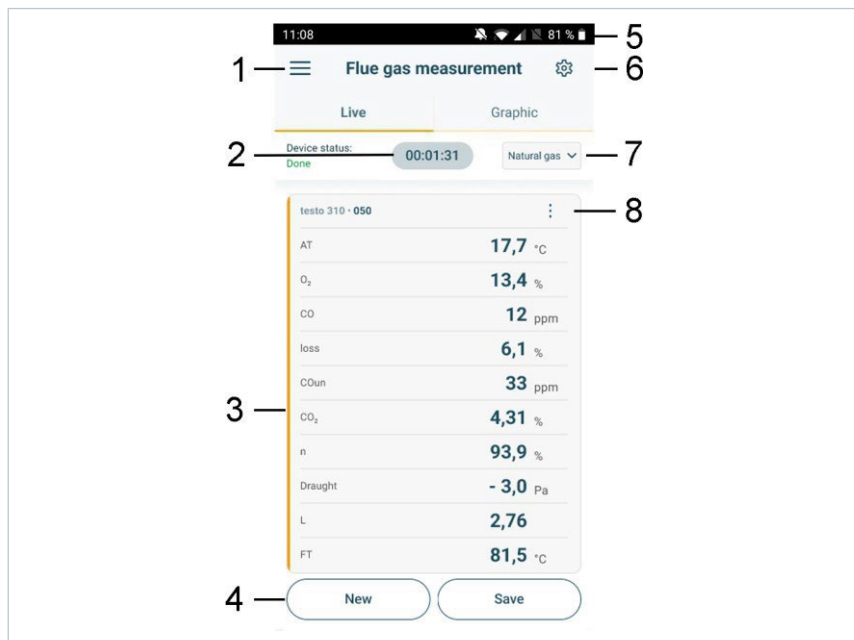 11:08 81 % 5
1 Flue gas measurement 6
Live Graphic
Device status:
Done
2 00:01:31 Natural gas 7
testo 310 · 050 8
AT 17,7 °C
O₂ 13,4 %
CO 12 ppm
loss 6,1 %
COun 33 ppm
3 CO₂ 4,31 %
n 93,9 %
Draught - 3,0 Pa
L 2,76
FT 81,5 °C
4 New Save